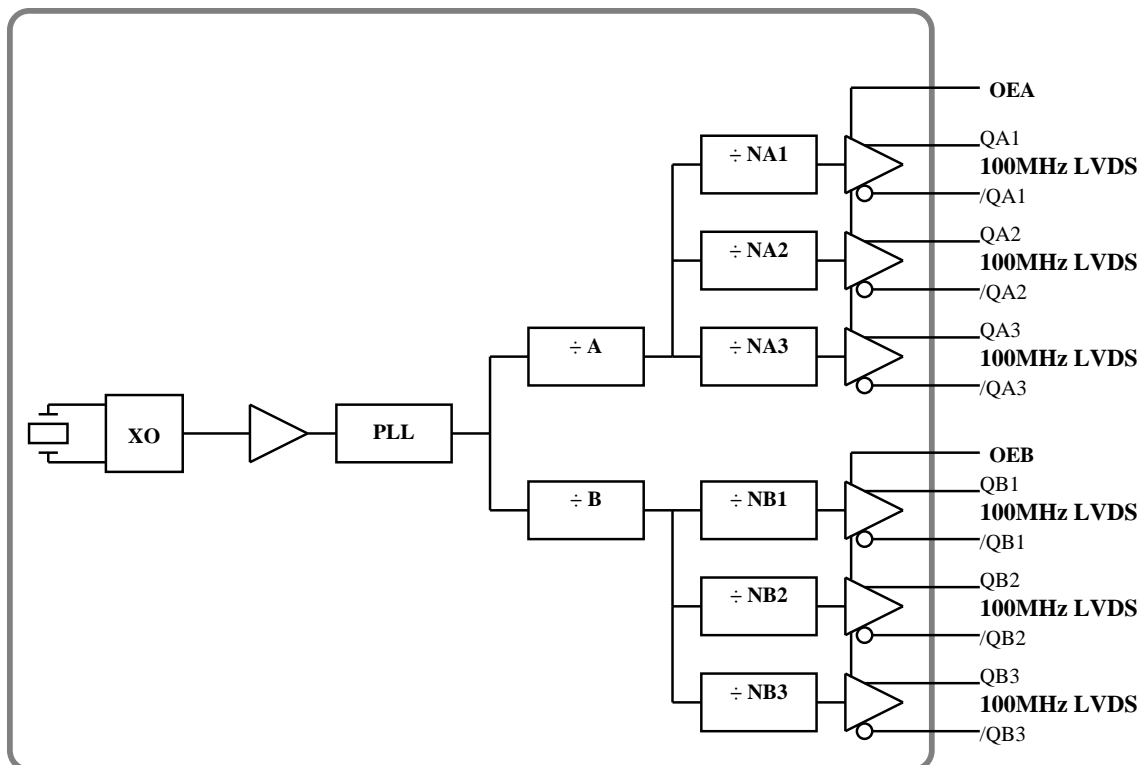 OEA
QA1
÷ NA1
100MHz LVDS
/QA1
QA2
÷ NA2
100MHz LVDS
/QA2
QA3
÷ A
÷ NA3
100MHz LVDS
/QA3
XO
PLL
OEB
QB1
÷ B
÷ NB1
100MHz LVDS
/QB1
QB2
÷ NB2
100MHz LVDS
/QB2
QB3
÷ NB3
100MHz LVDS
/QB3